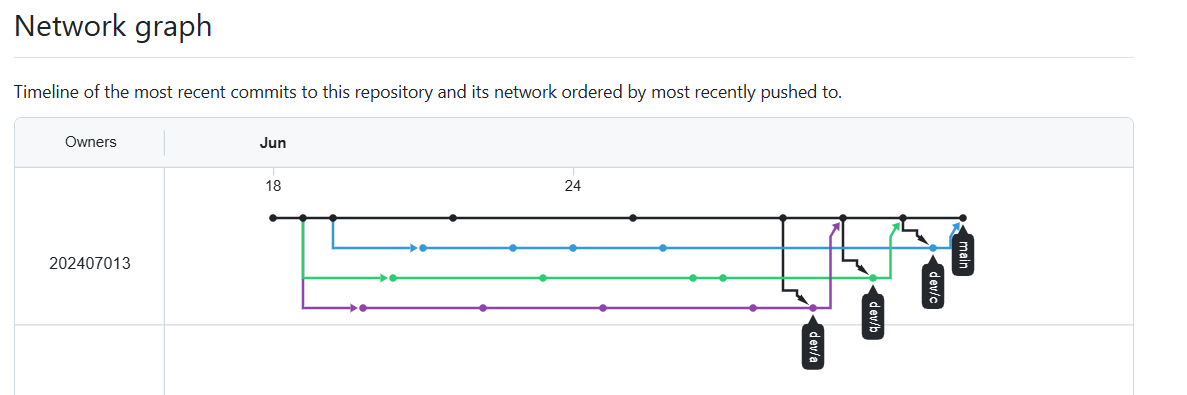 Network graph
Timeline of the most recent commits to this repository and its network ordered by most recently pushed to.
Owners
Jun
18
24
202407013
main
dev/c
dev/b
dev/a